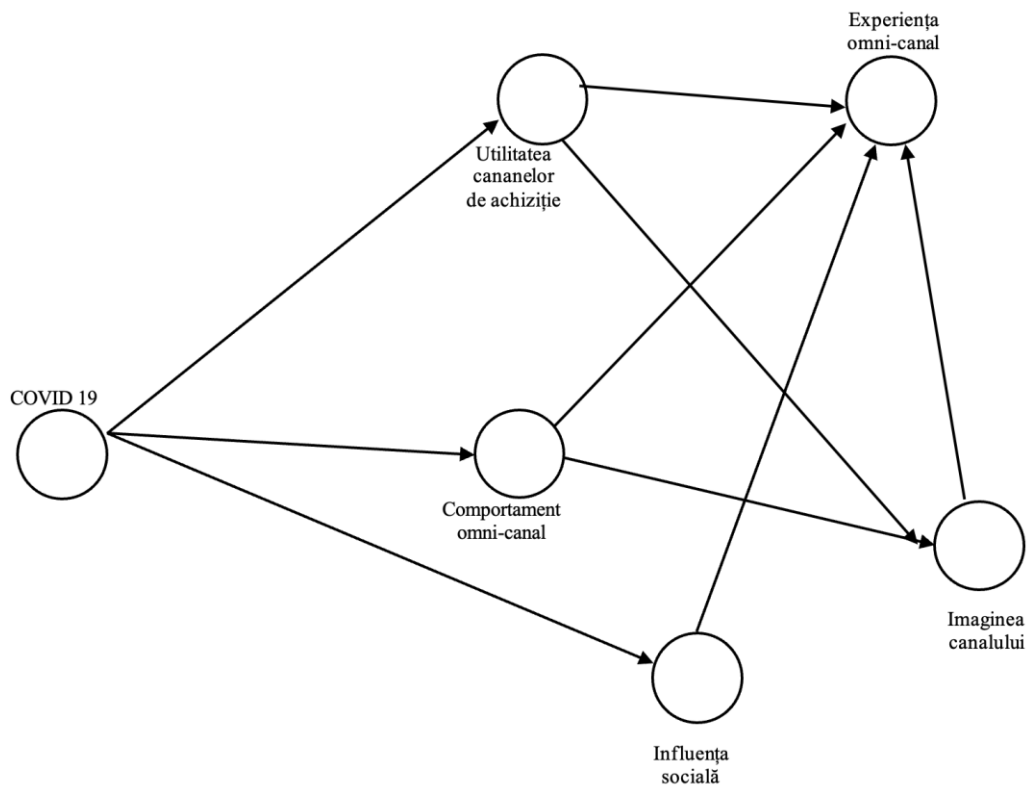 Experiența
omni-canal
Utilitatea
cananelor
de achiziție
COVID 19
Comportament
omni-canal
Imaginea
canalului
Influența
socială